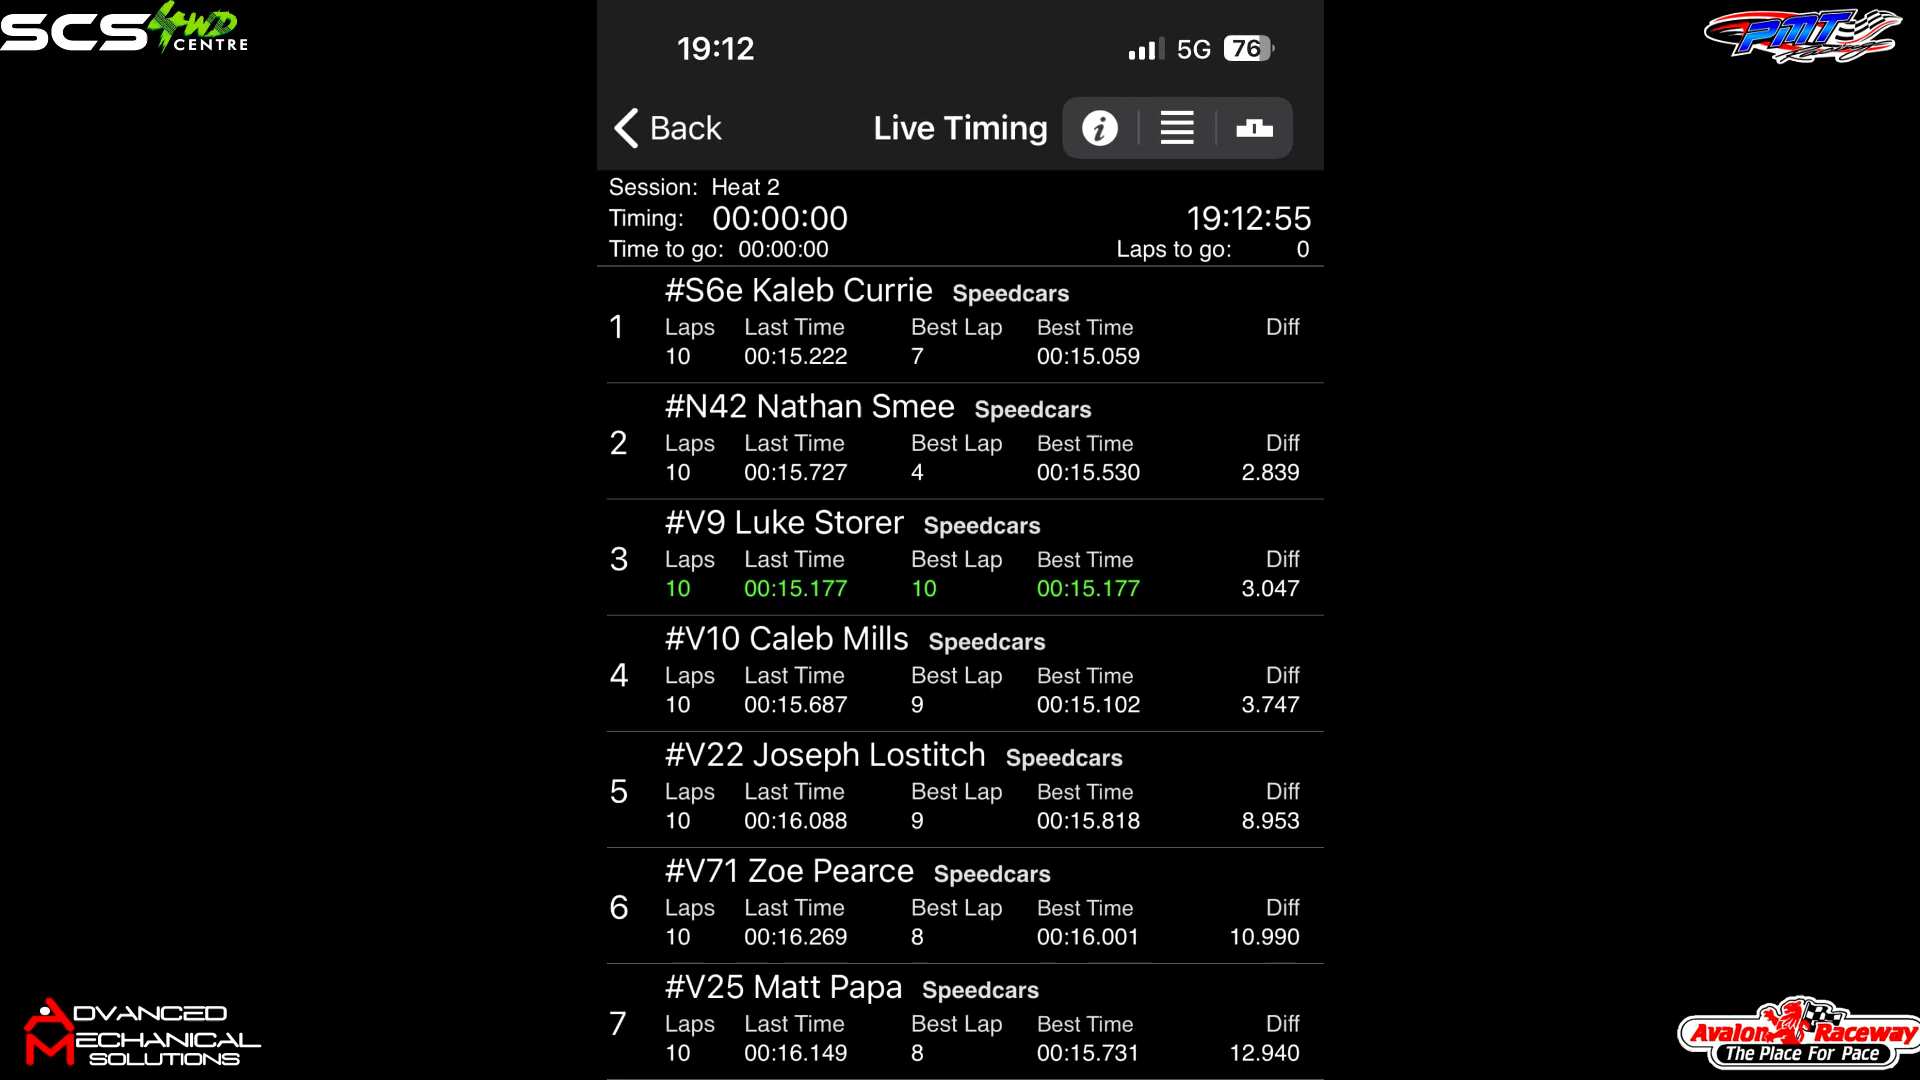 SCS 4WD CENTRE
PMT Racing
19:12
5G 76
Back
Live Timing
Session: Heat 2
Timing: 00:00:00 19:12:55
Time to go: 00:00:00 Laps to go: 0
#S6e Kaleb Currie Speedcars
1 Laps Last Time Best Lap Best Time Diff
10 00:15.222 7 00:15.059
#N42 Nathan Smee Speedcars
2 Laps Last Time Best Lap Best Time Diff
10 00:15.727 4 00:15.530 2.839
#V9 Luke Storer Speedcars
3 Laps Last Time Best Lap Best Time Diff
10 00:15.177 10 00:15.177 3.047
#V10 Caleb Mills Speedcars
4 Laps Last Time Best Lap Best Time Diff
10 00:15.687 9 00:15.102 3.747
#V22 Joseph Lostitch Speedcars
5 Laps Last Time Best Lap Best Time Diff
10 00:16.088 9 00:15.818 8.953
#V71 Zoe Pearce Speedcars
6 Laps Last Time Best Lap Best Time Diff
10 00:16.269 8 00:16.001 10.990
#V25 Matt Papa Speedcars
7 Laps Last Time Best Lap Best Time Diff
10 00:16.149 8 00:15.731 12.940
ADVANCED
MECHANICAL
SOLUTIONS
Avalon Raceway
The Place For Pace